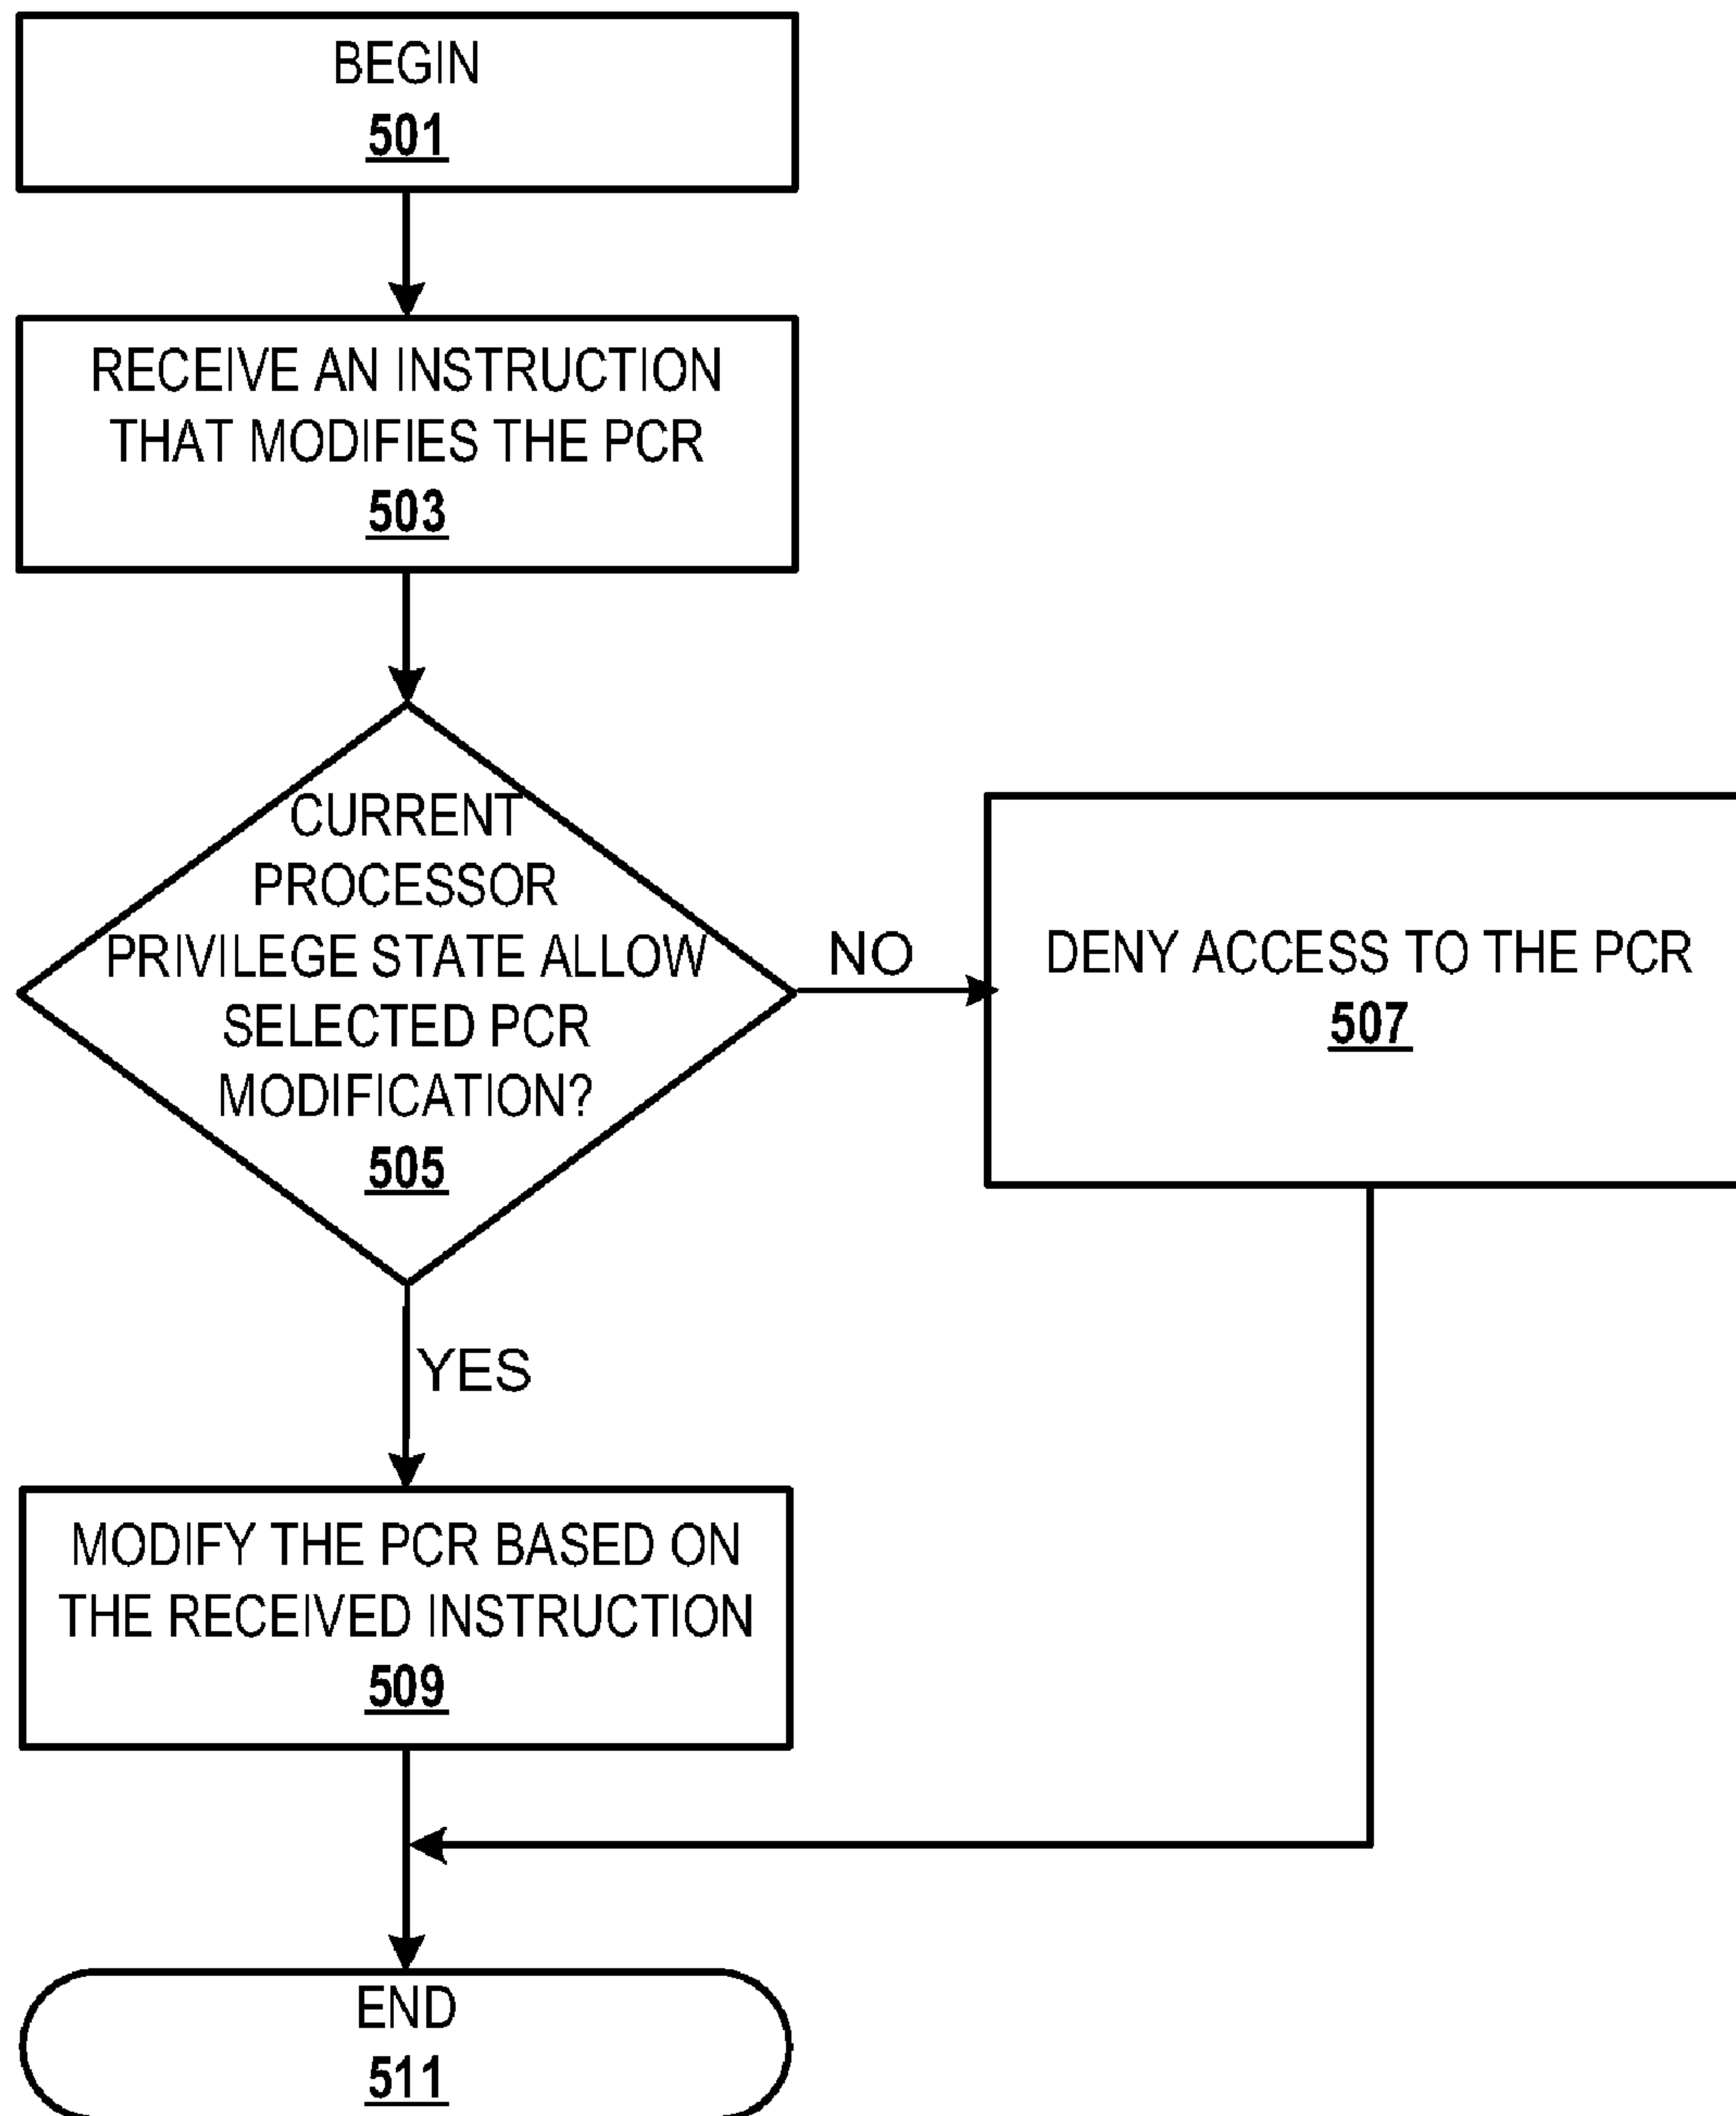 BEGIN
501
RECEIVE AN INSTRUCTION
THAT MODIFIES THE PCR
503
CURRENT
PROCESSOR
PRIVILEGE STATE ALLOW
SELECTED PCR
MODIFICATION?
505
NO
DENY ACCESS TO THE PCR
507
YES
MODIFY THE PCR BASED ON
THE RECEIVED INSTRUCTION
509
END
511